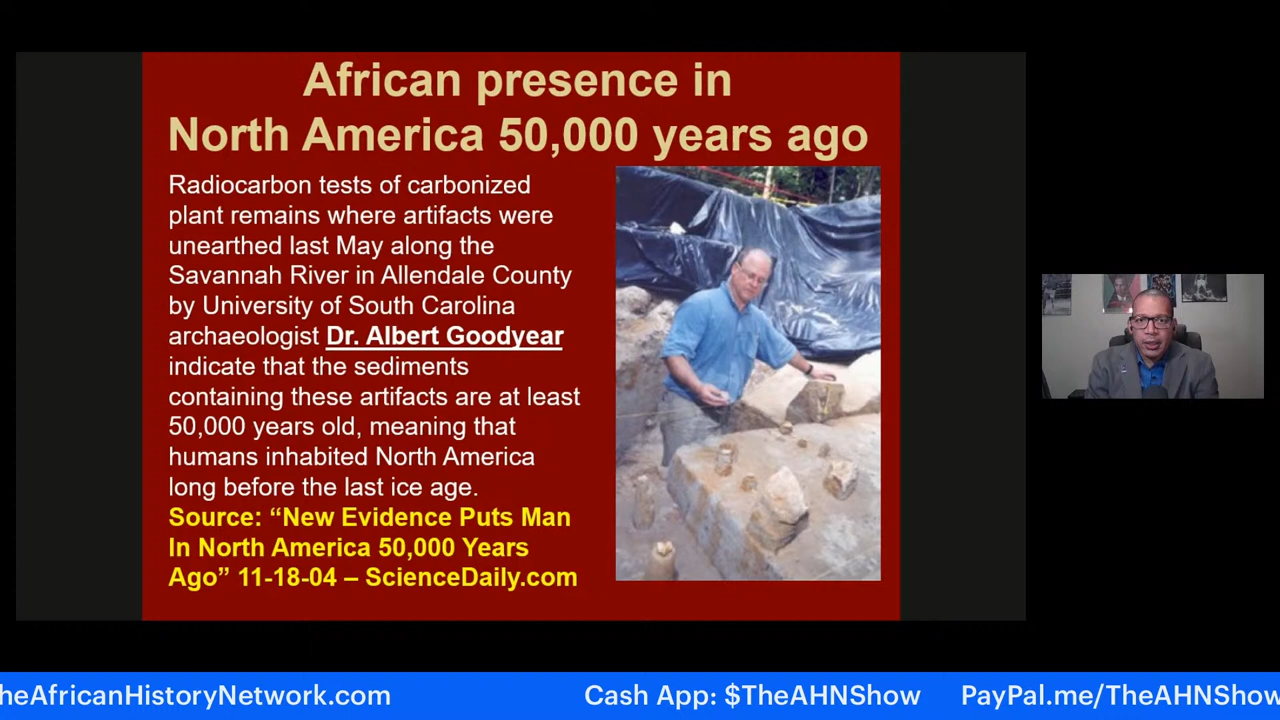 African presence in
North America 50,000 years ago
Radiocarbon tests of carbonized
plant remains where artifacts were
unearthed last May along the
Savannah River in Allendale County
by University of South Carolina
archaeologist Dr. Albert Goodyear
indicate that the sediments
containing these artifacts are at least
50,000 years old, meaning that
humans inhabited North America
long before the last ice age.
Source: “New Evidence Puts Man
In North America 50,000 Years
Ago” 11-18-04 – ScienceDaily.com
heAfricanHistoryNetwork.com Cash App: $TheAHNShow PayPal.me/TheAHNShow